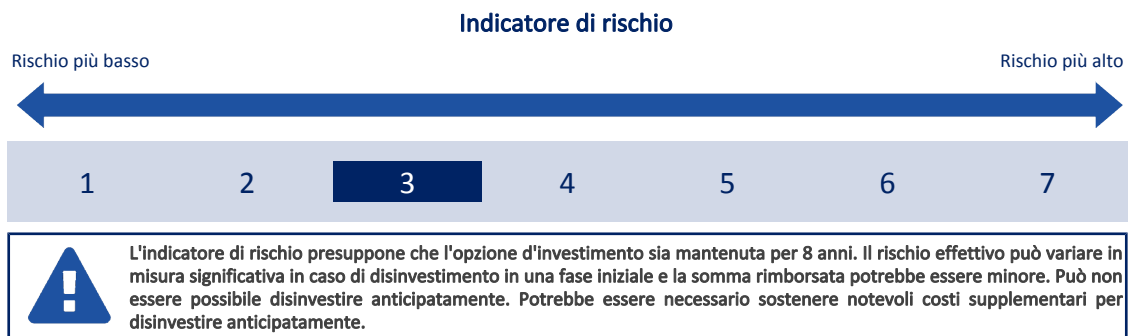 Indicatore di rischio
Rischio più basso Rischio più alto
1 2 3 4 5 6 7
L'indicatore di rischio presuppone che l'opzione d'investimento sia mantenuta per 8 anni. Il rischio effettivo può variare in
misura significativa in caso di disinvestimento in una fase iniziale e la somma rimborsata potrebbe essere minore. Può non
essere possibile disinvestire anticipatamente. Potrebbe essere necessario sostenere notevoli costi supplementari per
disinvestire anticipatamente.